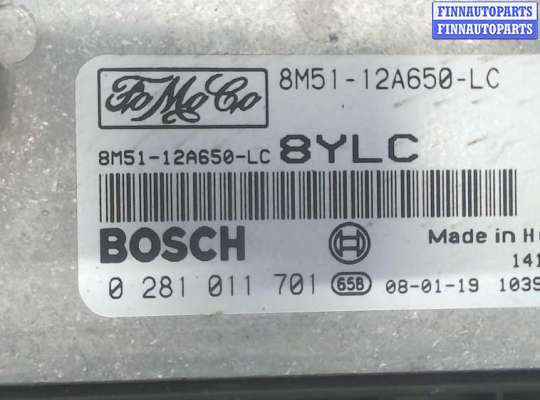 FINNAUTOPARTS
FINNAUTOPARTS
FoMoCo
8M51-12A650-LC
8M51-12A650-LC 8YLC
BOSCH
Made in
141
0 281 011 701 658 08-01-19 1039